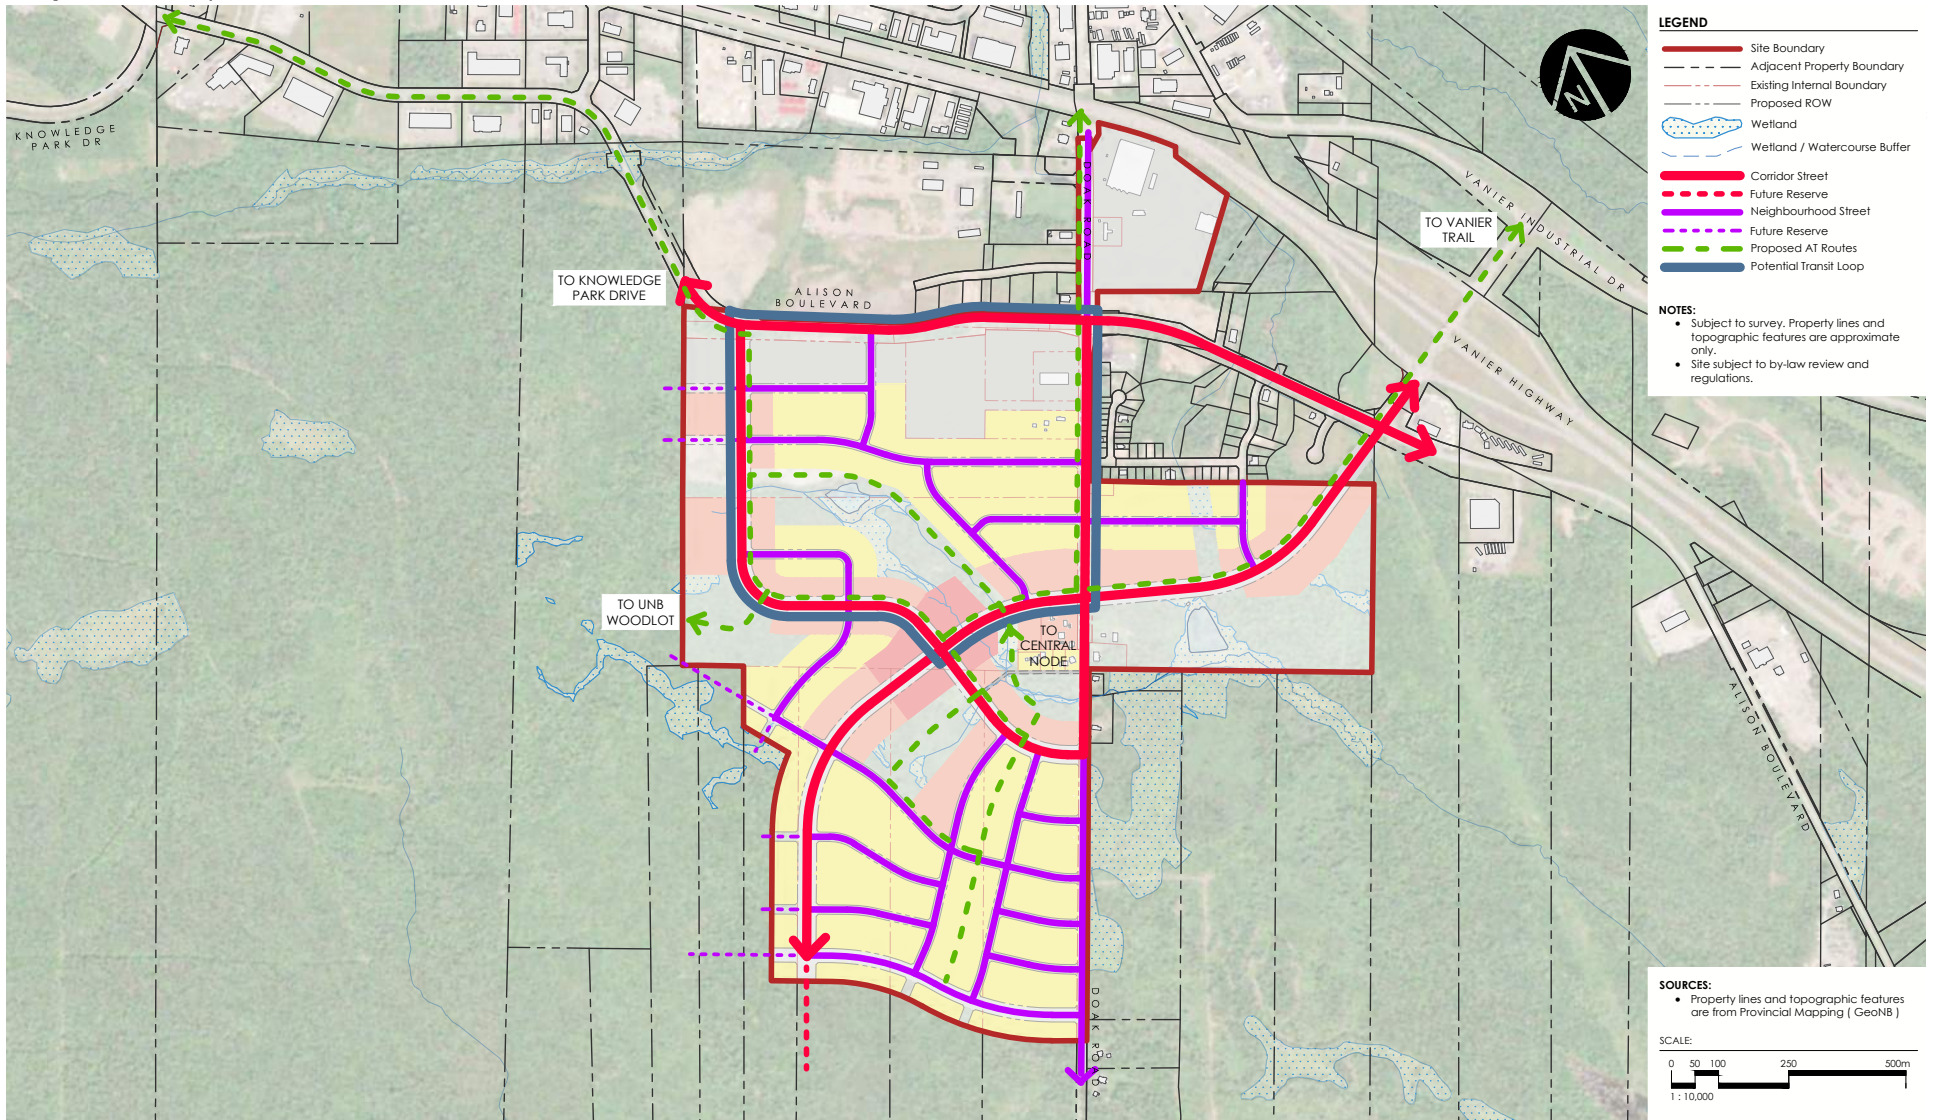 KNOWLEDGE
PARK DR
TO KNOWLEDGE
PARK DRIVE
ALISON
BOULEVARD
DOAK ROAD
TO VANIER
TRAIL
VANIER INDUSTRIAL DR
VANIER HIGHWAY
TO UNB
WOODLOT
TO
CENTRAL
NODE
ALISON BOULEVARD
DOAK ROAD
N
LEGEND
Site Boundary
Adjacent Property Boundary
Existing Internal Boundary
Proposed ROW
Wetland
Wetland / Watercourse Buffer
Corridor Street
Future Reserve
Neighbourhood Street
Future Reserve
Proposed AT Routes
Potential Transit Loop
NOTES:
• Subject to survey. Property lines and
topographic features are approximate
only.
• Site subject to by-law review and
regulations.
SOURCES:
• Property lines and topographic features
are from Provincial Mapping ( GeoNB )
SCALE:
0 50 100 250 500m
1 : 10,000